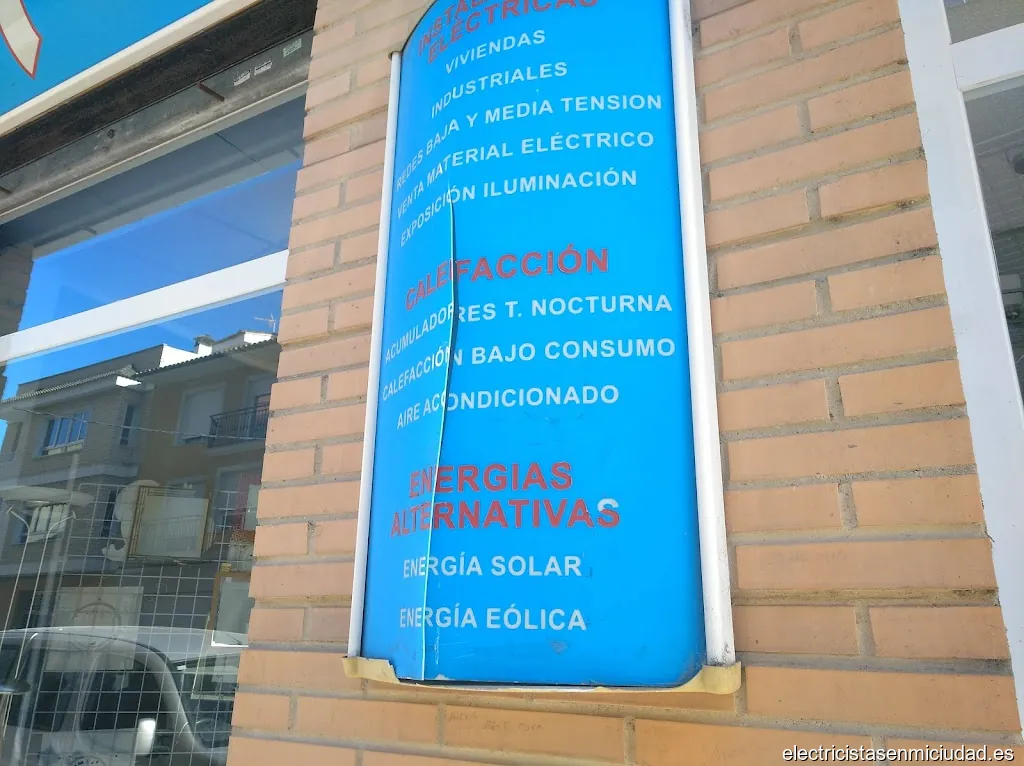 ELÉCTRICAS
VIVIENDAS
INDUSTRIALES
REDES BAJA Y MEDIA TENSION
VENTA MATERIAL ELÉCTRICO
EXPOSICIÓN ILUMINACIÓN
CALEFACCIÓN
ACUMULADORES T. NOCTURNA
CALEFACCIÓN BAJO CONSUMO
AIRE ACONDICIONADO
ENERGIAS
ALTERNATIVAS
ENERGÍA SOLAR
ENERGÍA EÓLICA
electricistasenmiciudad.es